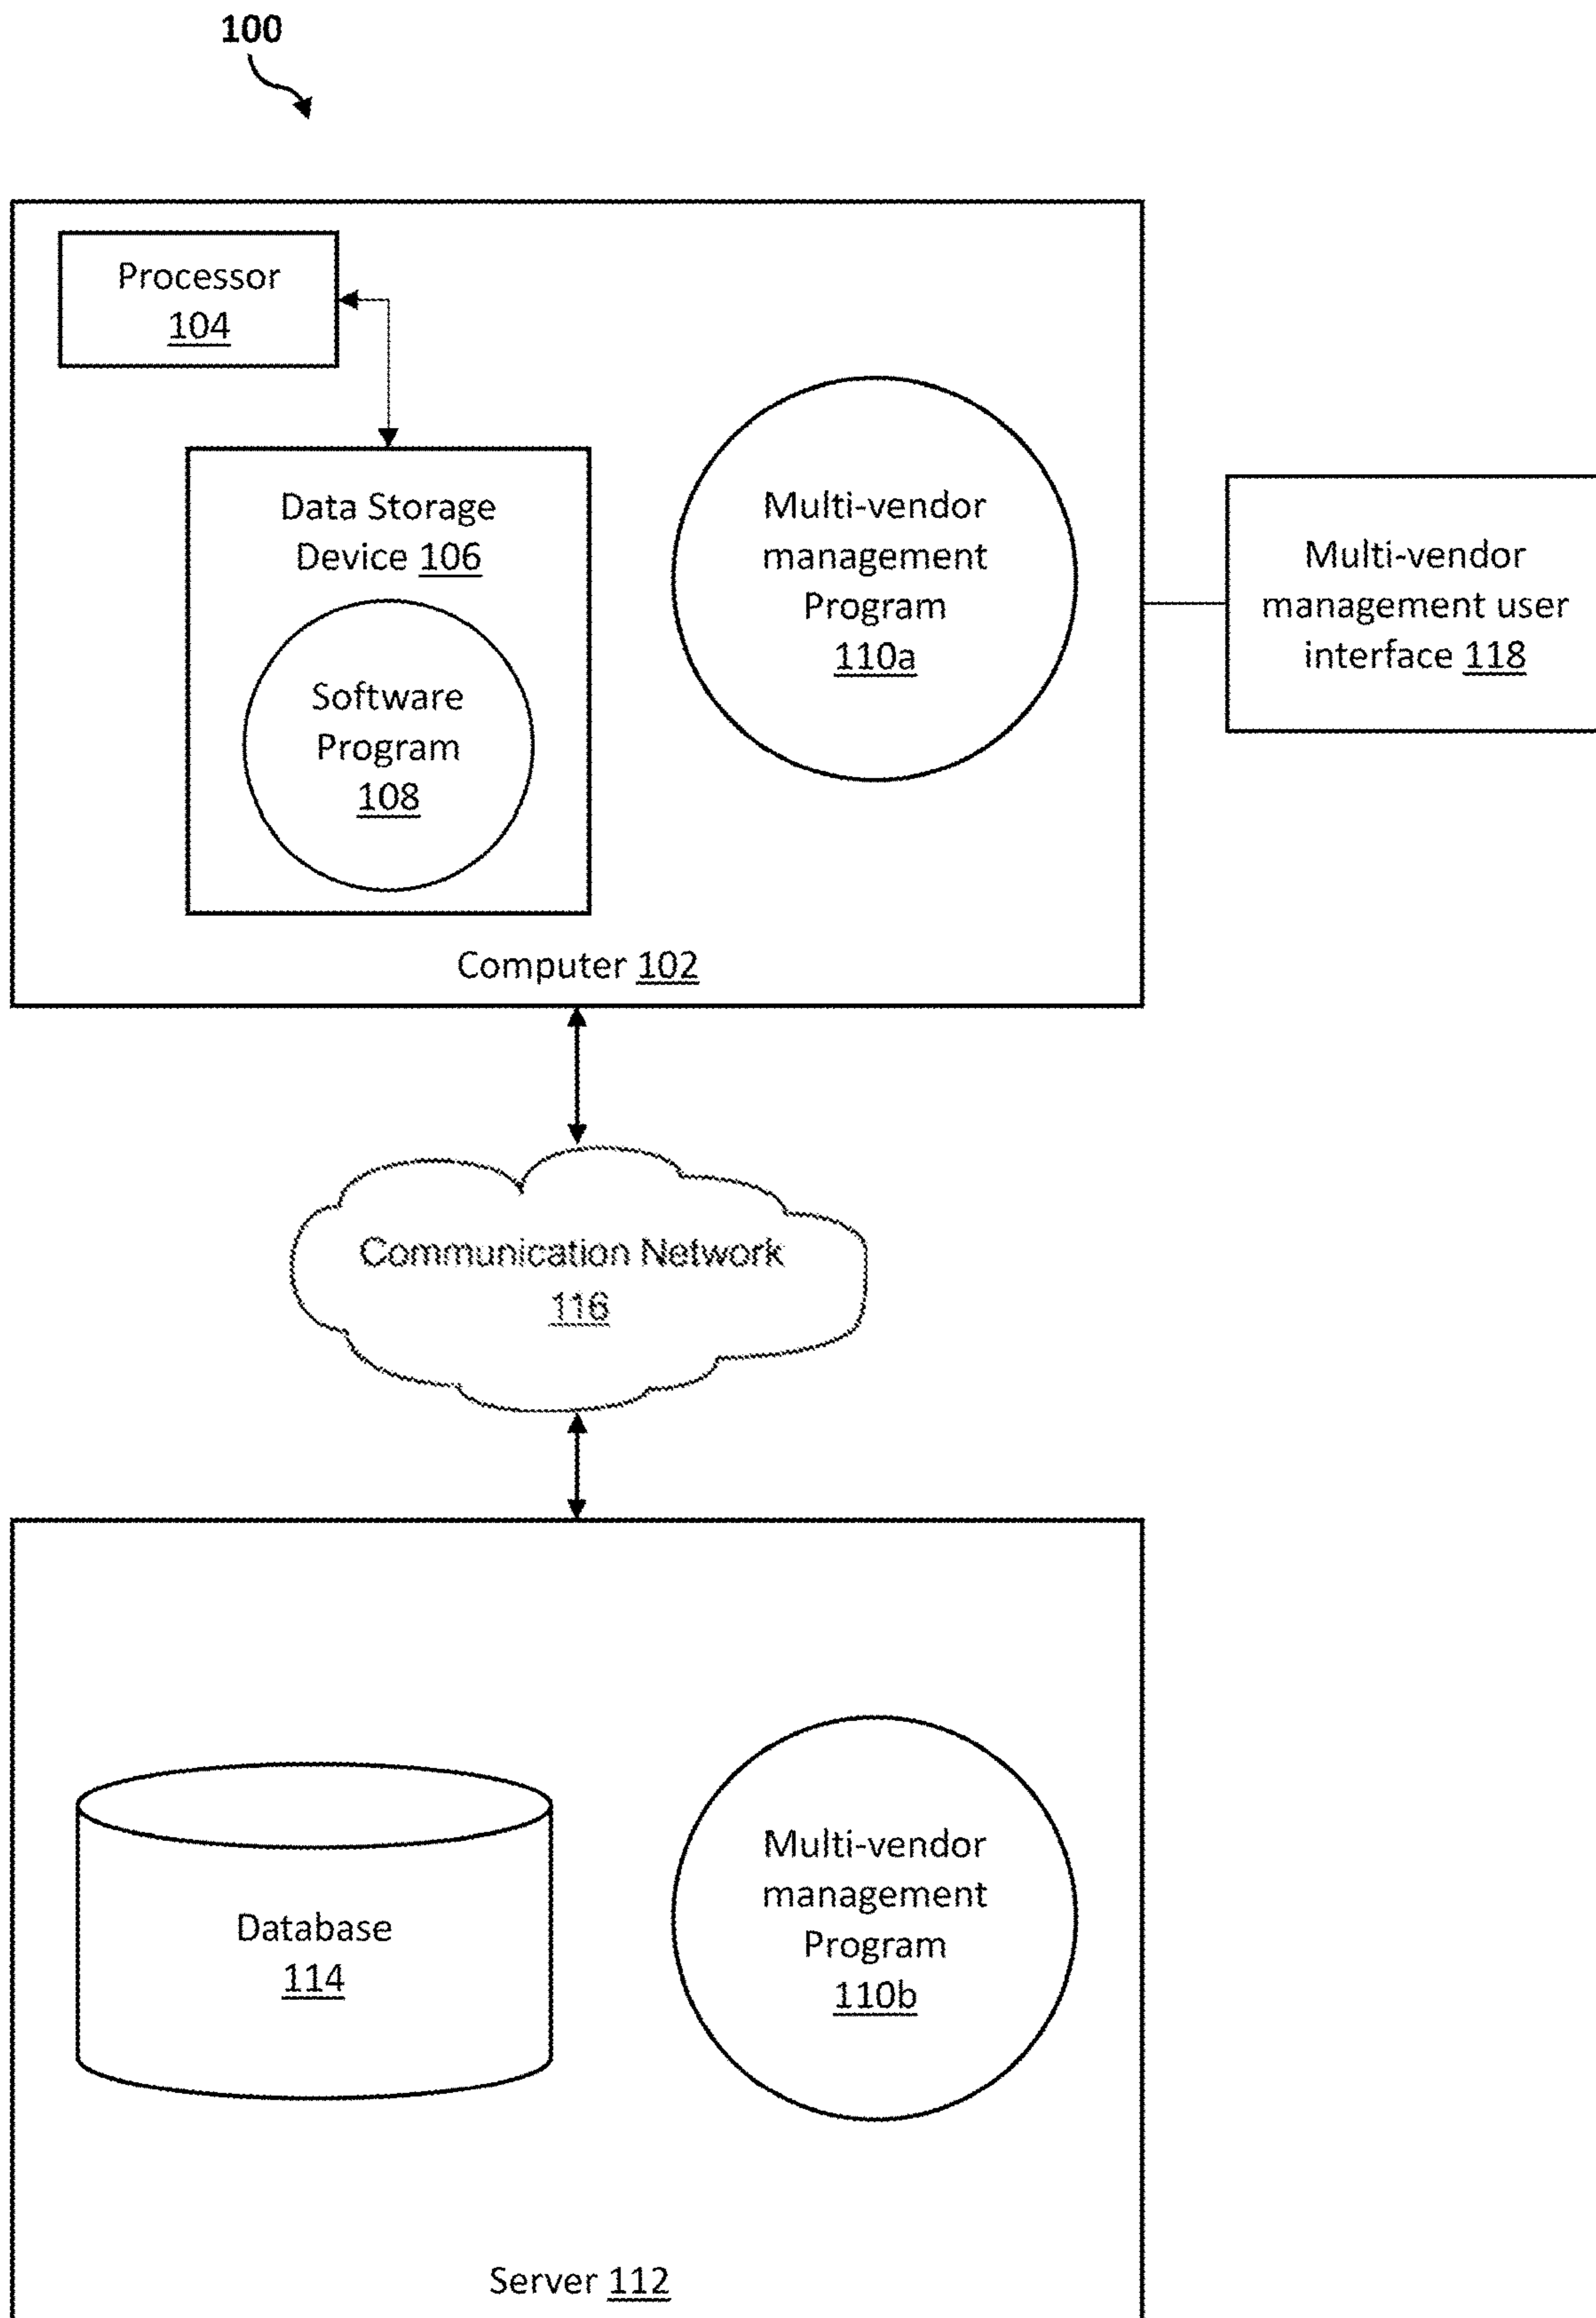 100
Processor
104
Data Storage
Device 106
Software
Program
108
Multi-vendor
management
Program
110a
Multi-vendor
management user
interface 118
Computer 102
Communication Network
116
Database
114
Multi-vendor
management
Program
110b
Server 112